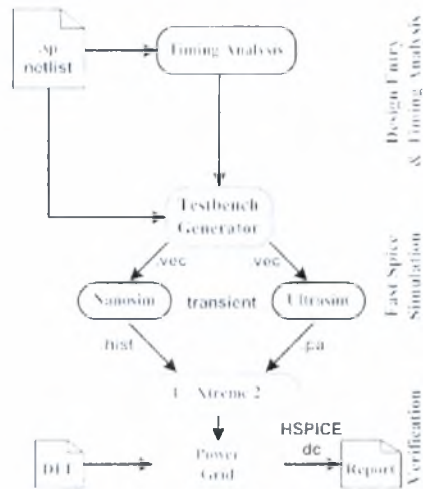 .sp
netlist
Timing Analysis
Design Entry
& Timing Analysis
Testbench
Generator
.vec
.vec
Nanosim
transient
Ultrasim
Fast Spice
Simulation
.hist
.pa
Xtreme 2
HSPICE
dc
Power
Grid
Report
Verification